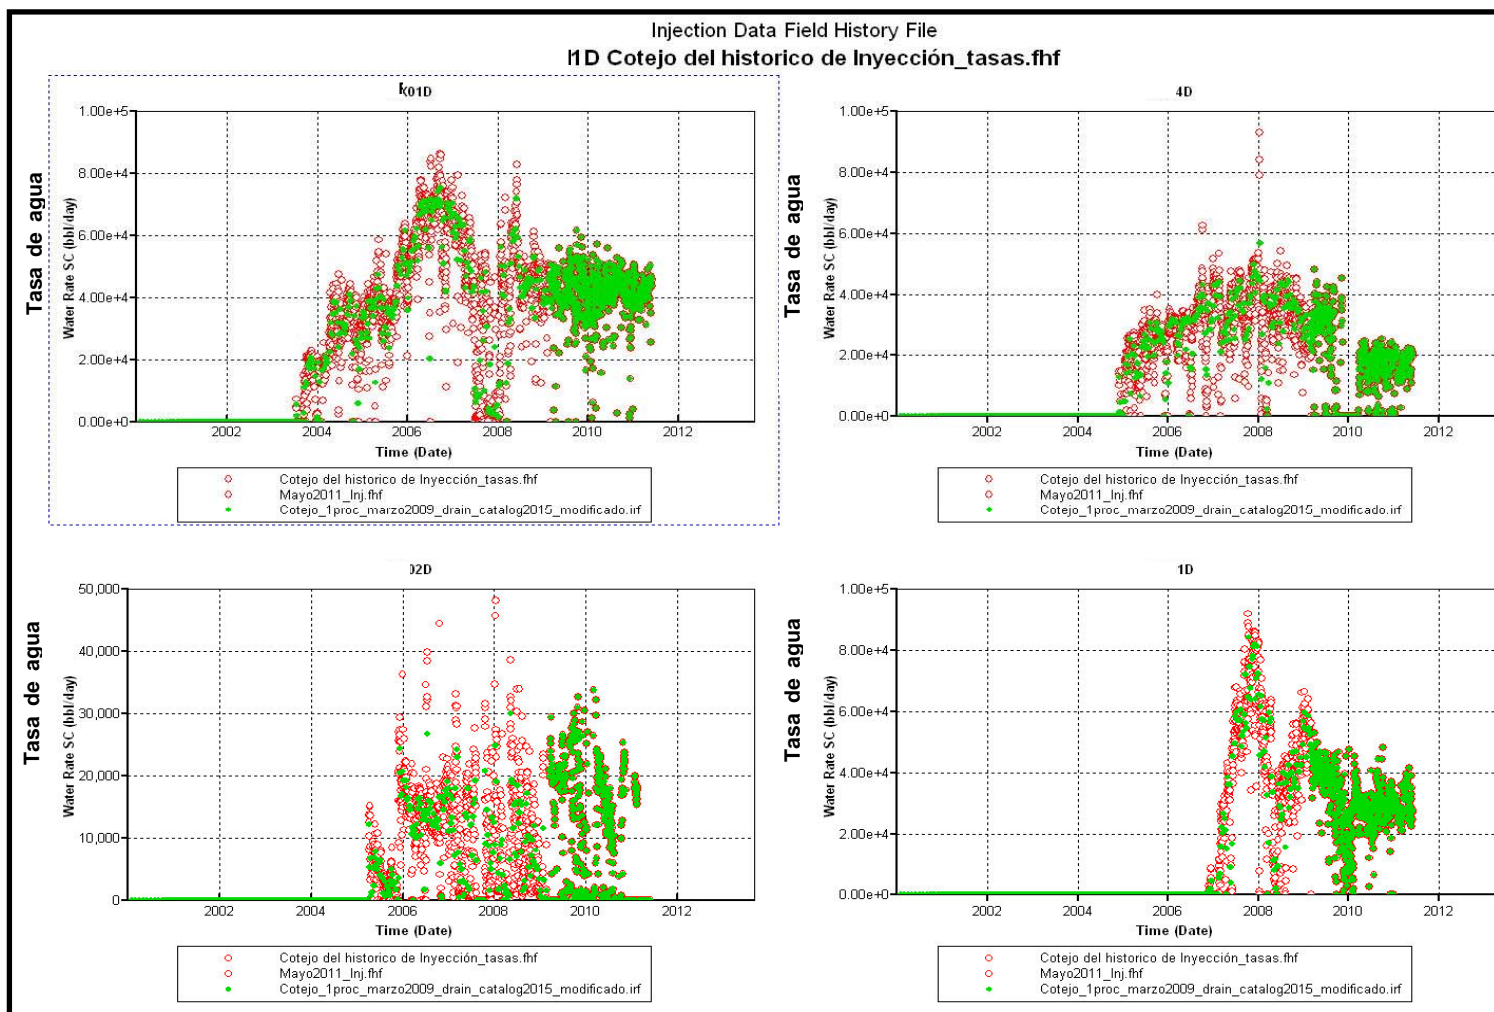 Injection Data Field History File
I1D Cotejo del historico de Inyección_tasas.fhf
01D
1.00e+5
8.00e+4
6.00e+4
4.00e+4
2.00e+4
0.00e+0
Tasa de agua
Water Rate SC (bbl/day)
2002 2004 2006 2008 2010 2012
Time (Date)
Cotejo del historico de Inyección_tasas.fhf
Mayo2011_Inj.fhf
Cotejo_1proc_marzo2009_drain_catalog2015_modificado.irf
4D
1.00e+5
8.00e+4
6.00e+4
4.00e+4
2.00e+4
0.00e+0
Tasa de agua
Water Rate SC (bbl/day)
2002 2004 2006 2008 2010 2012
Time (Date)
Cotejo del historico de Inyección_tasas.fhf
Mayo2011_Inj.fhf
Cotejo_1proc_marzo2009_drain_catalog2015_modificado.irf
02D
50,000
40,000
30,000
20,000
10,000
0
Tasa de agua
Water Rate SC (bbl/day)
2002 2004 2006 2008 2010 2012
Time (Date)
Cotejo del historico de Inyección_tasas.fhf
Mayo2011_Inj.fhf
Cotejo_1proc_marzo2009_drain_catalog2015_modificado.irf
1D
1.00e+5
8.00e+4
6.00e+4
4.00e+4
2.00e+4
0.00e+0
Tasa de agua
Water Rate SC (bbl/day)
2002 2004 2006 2008 2010 2012
Time (Date)
Cotejo del historico de Inyección_tasas.fhf
Mayo2011_Inj.fhf
Cotejo_1proc_marzo2009_drain_catalog2015_modificado.irf